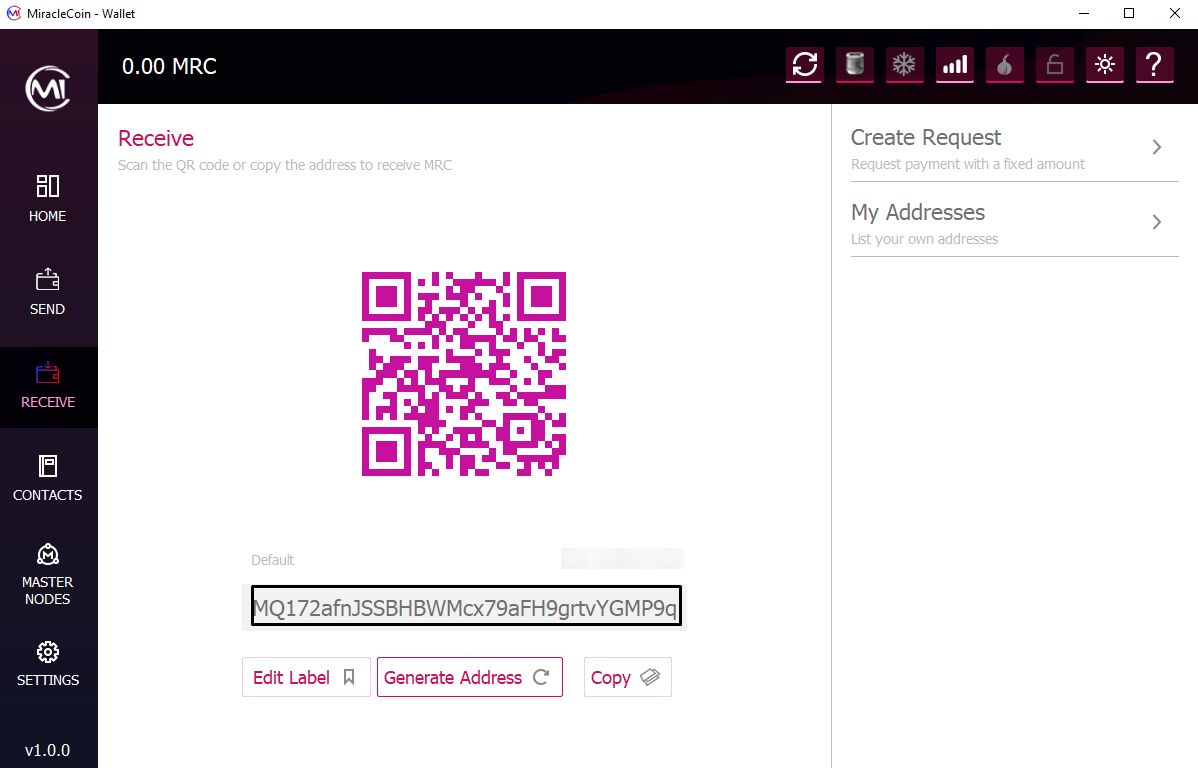 MiracleCoin - Wallet
0.00 MRC
?
HOME
SEND
RECEIVE
CONTACTS
MASTER
NODES
SETTINGS
v1.0.0
Receive
Scan the QR code or copy the address to receive MRC
Default
MQ172afnJSSBHBWMcx79aFH9grtvYGMP9q
Edit Label
Generate Address
Copy
Create Request
Request payment with a fixed amount
My Addresses
List your own addresses